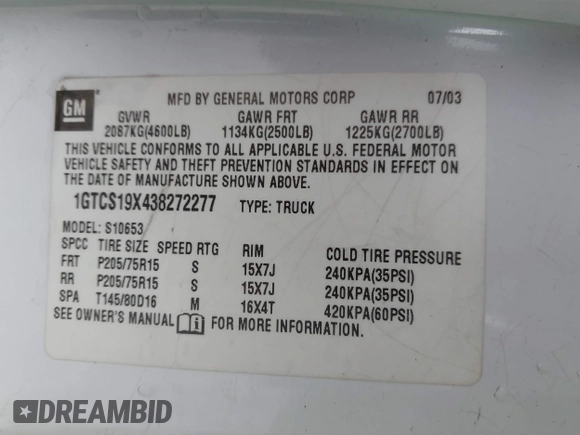 GM
MFD BY GENERAL MOTORS CORP 07/03
GVWR GAWR FRT GAWR RR
2087KG(4600LB) 1134KG(2500LB) 1225KG(2700LB)
THIS VEHICLE CONFORMS TO ALL APPLICABLE U.S. FEDERAL MOTOR
VEHICLE SAFETY AND THEFT PREVENTION STANDARDS IN EFFECT ON
THE DATE OF MANUFACTURE SHOWN ABOVE.
1GTCS19X438272277 TYPE: TRUCK
MODEL: S10653
SPCC TIRE SIZE SPEED RTG RIM COLD TIRE PRESSURE
FRT P205/75R15 S 15X7J 240KPA(35PSI)
RR P205/75R15 S 15X7J 240KPA(35PSI)
SPA T145/80D16 M 16X4T 420KPA(60PSI)
SEE OWNER'S MANUAL FOR MORE INFORMATION.
DREAMBID